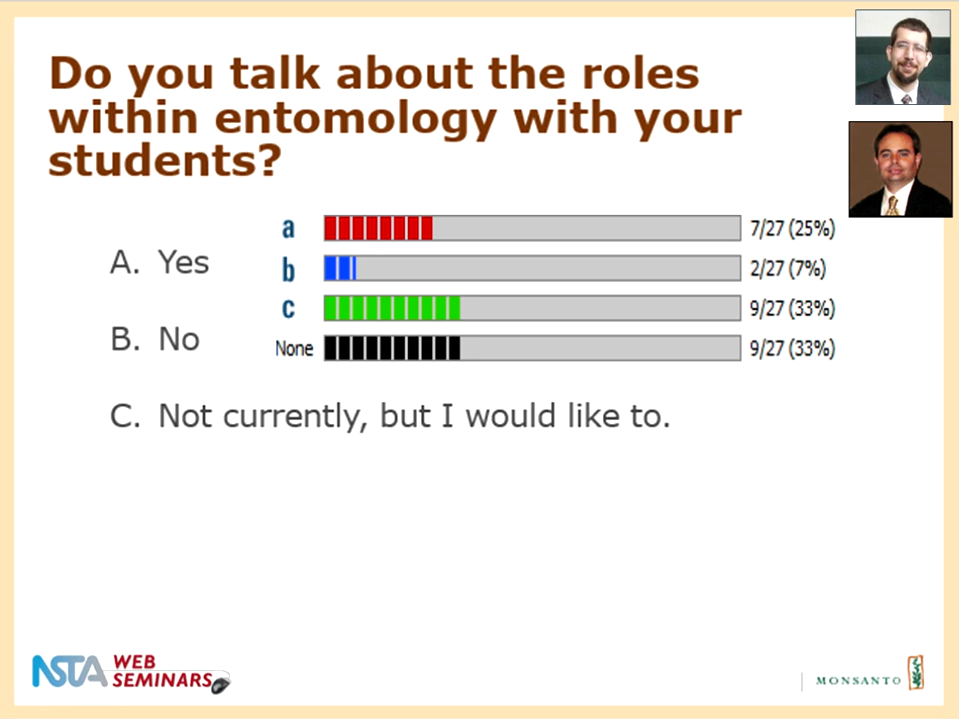 Do you talk about the roles
within entomology with your
students?
a 7/27 (25%)
A. Yes
b 2/27 (7%)
c 9/27 (33%)
B. No
None 9/27 (33%)
C. Not currently, but I would like to.
NSTA WEB
SEMINARS
MONSANTO